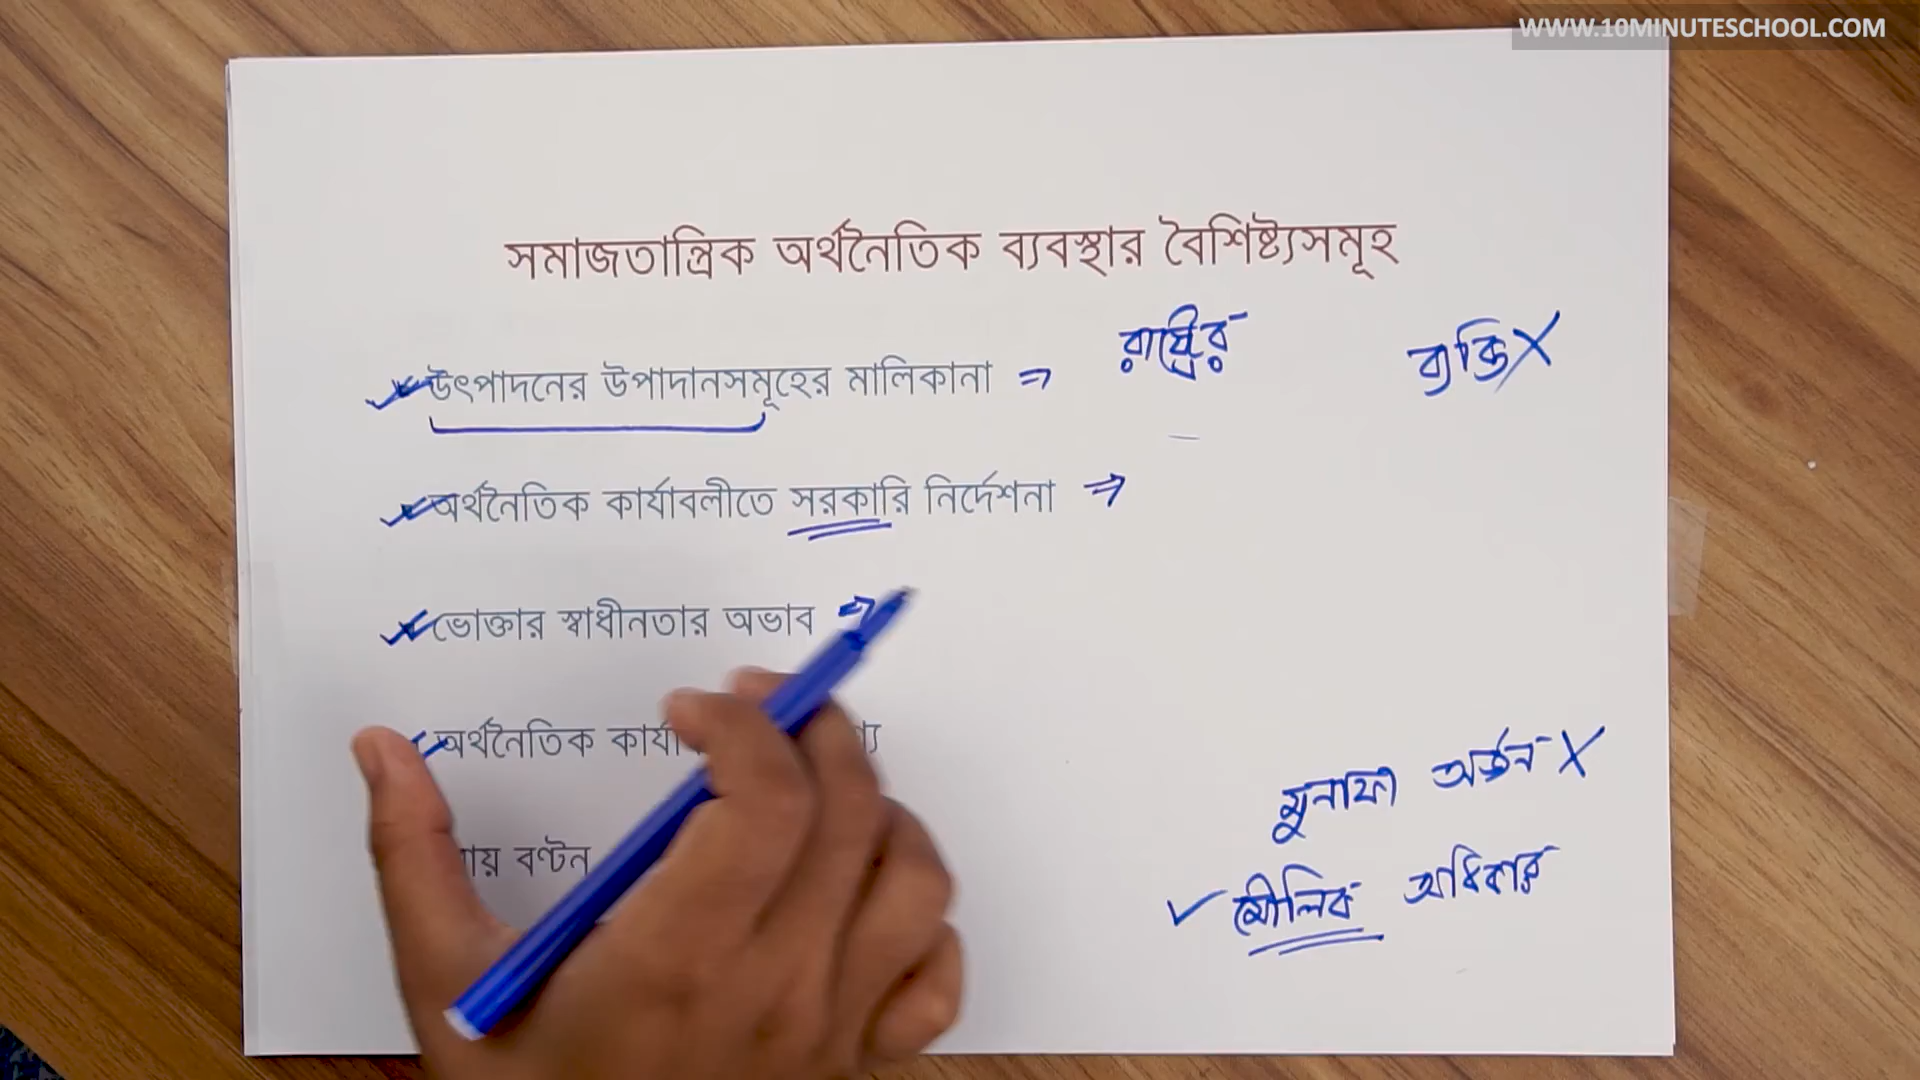 WWW.10MINUTESCHOOL.COM
সমাজতান্ত্রিক অর্থনৈতিক ব্যবস্থার বৈশিষ্ট্যসমূহ
উৎপাদনের উপাদানসমূহের মালিকানা ⇒ রাষ্ট্রের ব্যক্তি X
অর্থনৈতিক কার্যাবলীতে সরকারি নির্দেশনা ⇒
ভোক্তার স্বাধীনতার অভাব ⇒
অর্থনৈতিক
মুনাফা অর্জন X
বণ্টন
✓ মৌলিক অধিকার